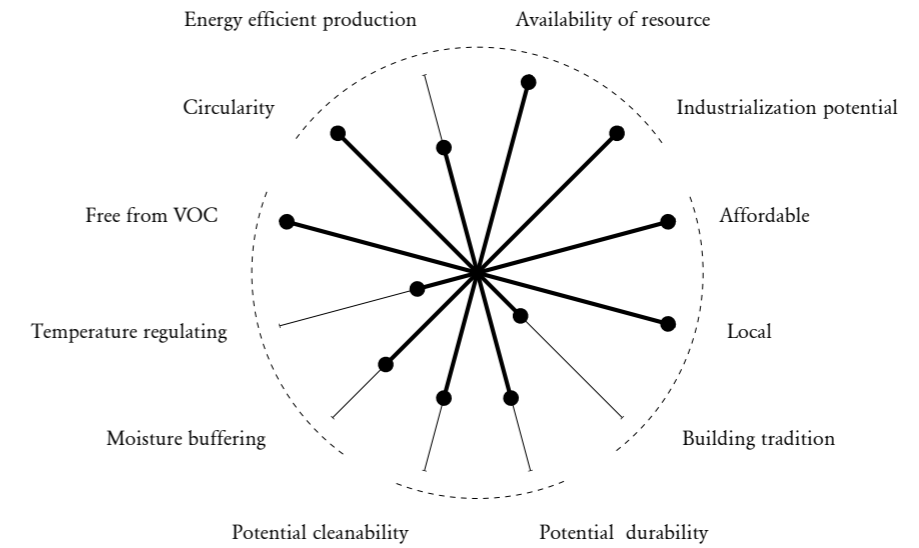 Energy efficient production
Availability of resource
Circularity
Industrialization potential
Free from VOC
Affordable
Temperature regulating
Local
Moisture buffering
Building tradition
Potential cleanability
Potential  durability